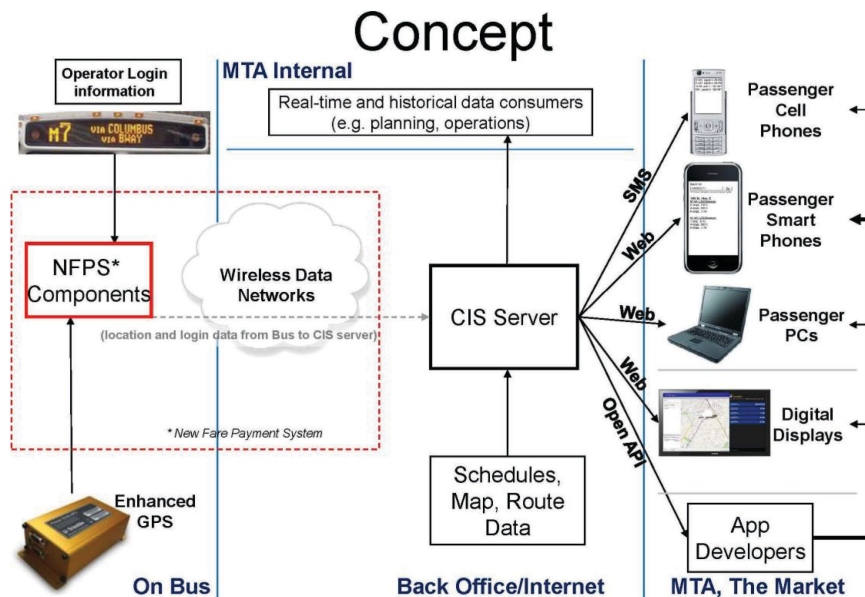 Concept
Operator Login
information
M7
VIA COLUMBUS
VIA BWAY
MTA Internal
Real-time and historical data consumers
(e.g. planning, operations)
NFPS*
Components
Wireless Data
Networks
(location and login data from Bus to CIS server)
* New Fare Payment System
CIS Server
Schedules,
Map, Route
Data
Enhanced
GPS
SMS
Web
Web
Web
Open API
Passenger
Cell
Phones
Passenger
Smart
Phones
Passenger
PCs
Digital
Displays
App
Developers
On Bus
Back Office/Internet
MTA, The Market